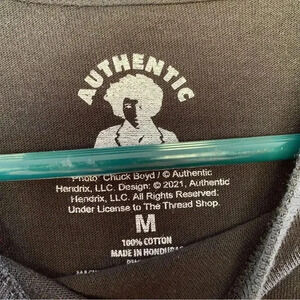 AUTHENTIC
Photo: Chuck Boyd / © Authentic
Hendrix, LLC. Design: © 2021, Authentic
Hendrix, LLC. All Rights Reserved.
Under License to The Thread Shop.
M
100% COTTON
MADE IN HONDURAS